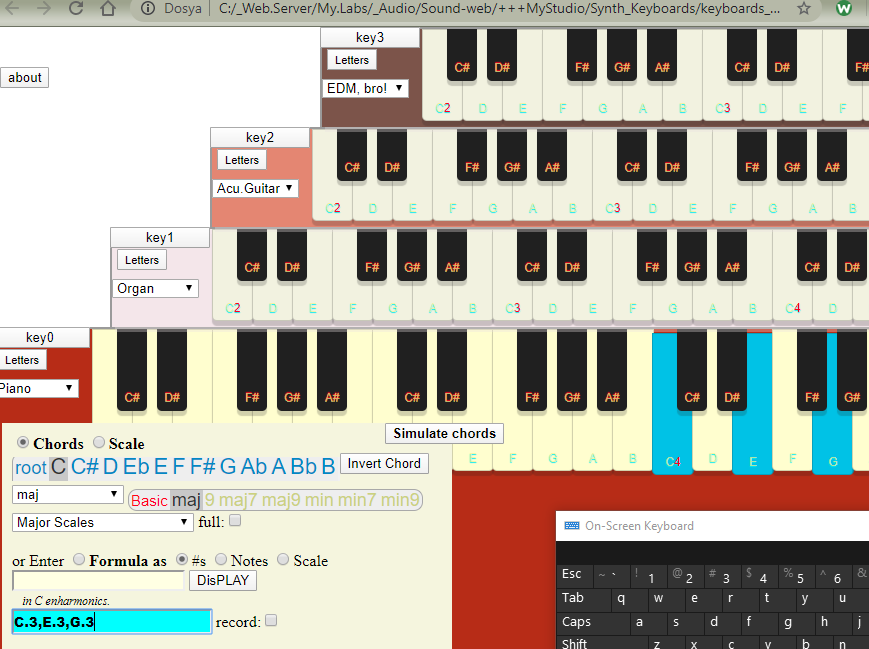 Dosya C:/_Web.Server/My.Labs/_Audio/Sound-web/+++MyStudio/Synth_Keyboards/keyboards_...
W
about
key3
Letters
EDM, bro!
C# D# F# G# A# C# D# F#
C2 D E F G A B C3 D E F
key2
Letters
Acu.Guitar
C# D# F# G# A# C# D# F# G# A#
C2 D E F G A B C3 D E F G A B
key1
Letters
Organ
C# D# F# G# A# C# D# F# G# A# C# D#
C2 D E F G A B C3 D E F G A B C4 D
key0
Letters
Piano
C# D# F# G# A# C# D# F# G# A# C# D# F# G#
E F G A B C4 D E F G
Simulate chords
Chords Scale
root C C# D Eb E F F# G Ab A Bb B
Invert Chord
maj
Basic maj 9 maj7 maj9 min min7 min9
Major Scales full:
or Enter Formula as #s Notes Scale
DisPLAY
in C enharmonics.
C.3,E.3,G.3 record:
On-Screen Keyboard
Esc ~ ` ! 1 @ 2 # 3 $ 4 % 5 ^ 6 &
Tab q w e r t y u
Caps a s d f g h j
Shift z x c v b n